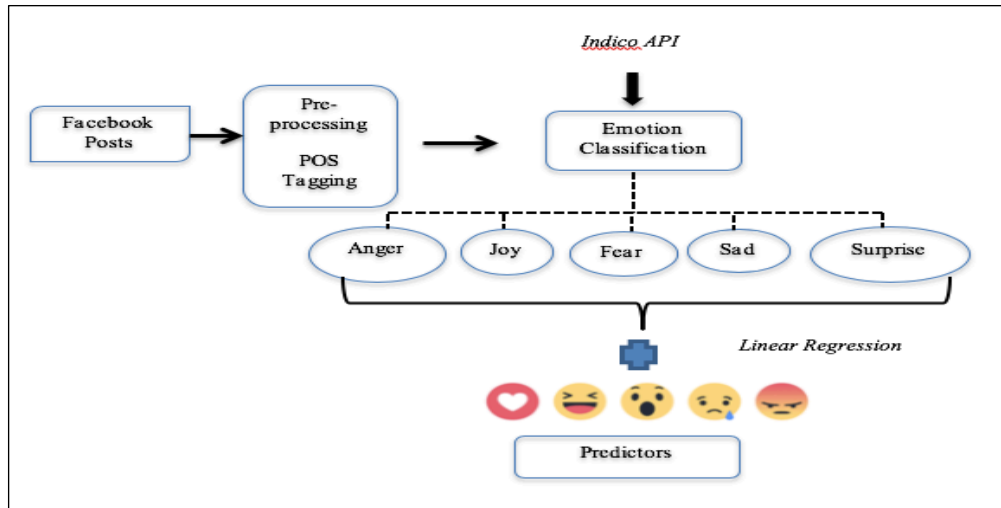 Indico API
Facebook
Posts
Pre-
processing
POS
Tagging
Emotion
Classification
Anger
Joy
Fear
Sad
Surprise
Linear Regression
Predictors